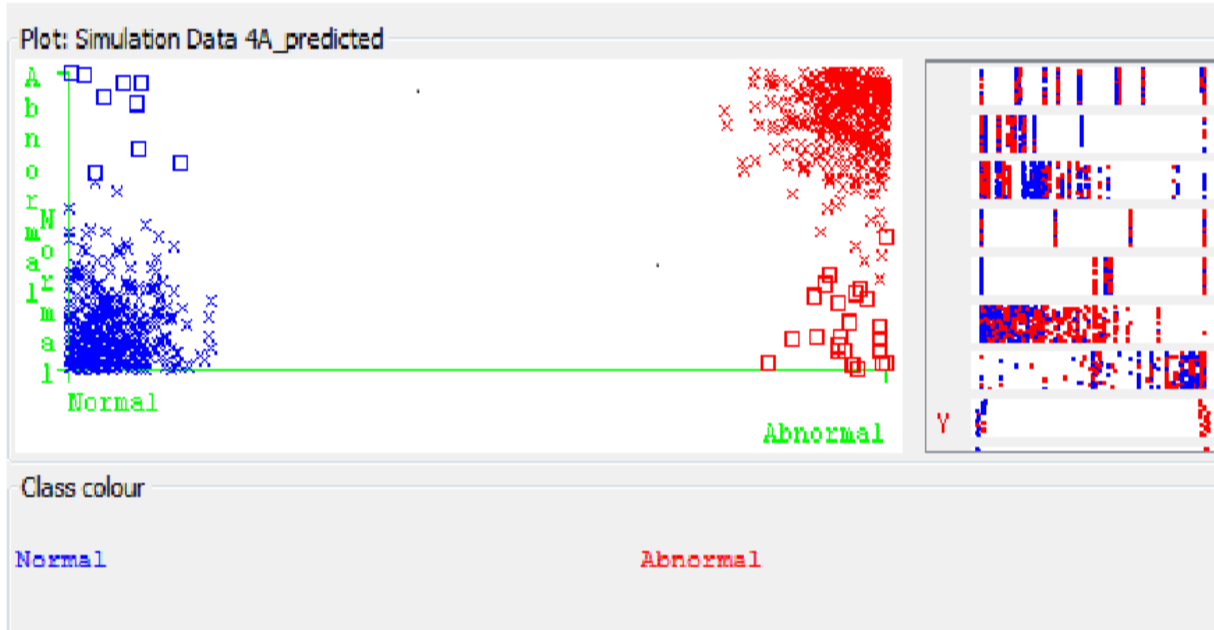 Plot: Simulation Data 4A_predicted
Abnormal
Normal
Normal
Abnormal
Y
Class colour
Normal
Abnormal